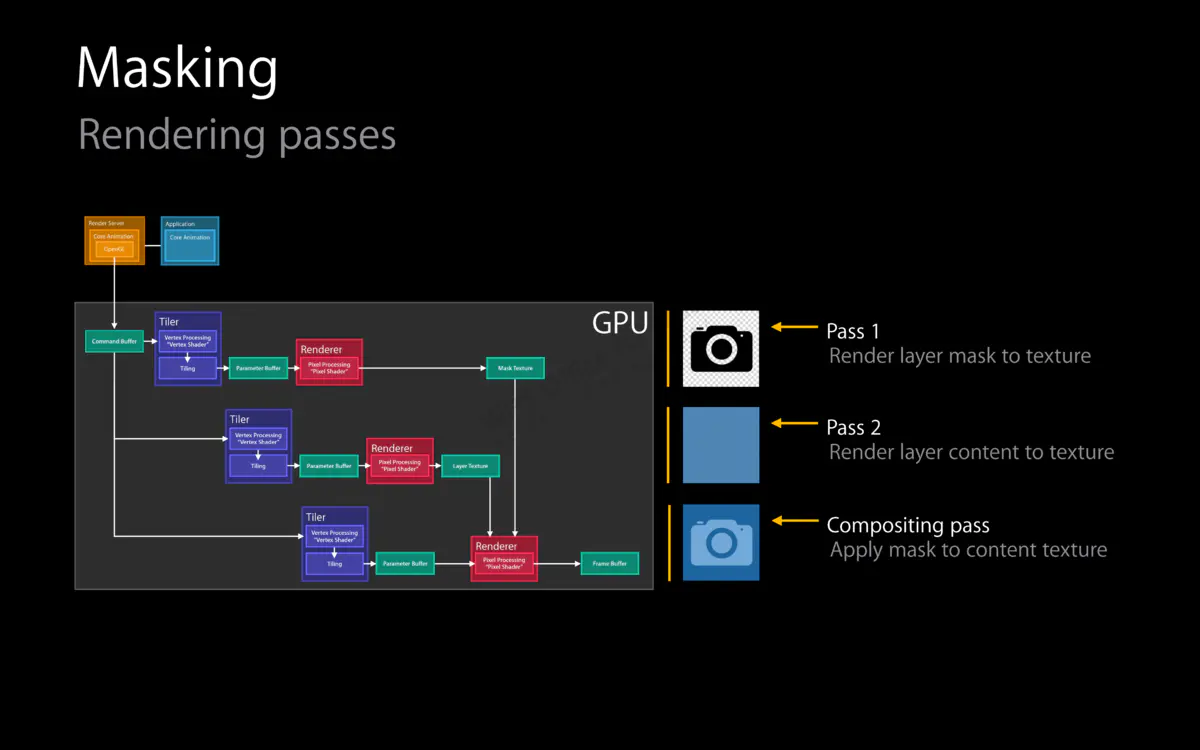 Masking
Rendering passes
Render Server
Core Animation
OpenGL
Application
Core Animation
GPU
Command Buffer
Tiler
Vertex Processing
"Vertex Shader"
Tiling
Parameter Buffer
Renderer
Pixel Processing
"Pixel Shader"
Mask Texture
Pass 1
Render layer mask to texture
Tiler
Vertex Processing
"Vertex Shader"
Tiling
Parameter Buffer
Renderer
Pixel Processing
"Pixel Shader"
Layer Texture
Pass 2
Render layer content to texture
Tiler
Vertex Processing
"Vertex Shader"
Tiling
Parameter Buffer
Renderer
Pixel Processing
"Pixel Shader"
Frame Buffer
Compositing pass
Apply mask to content texture